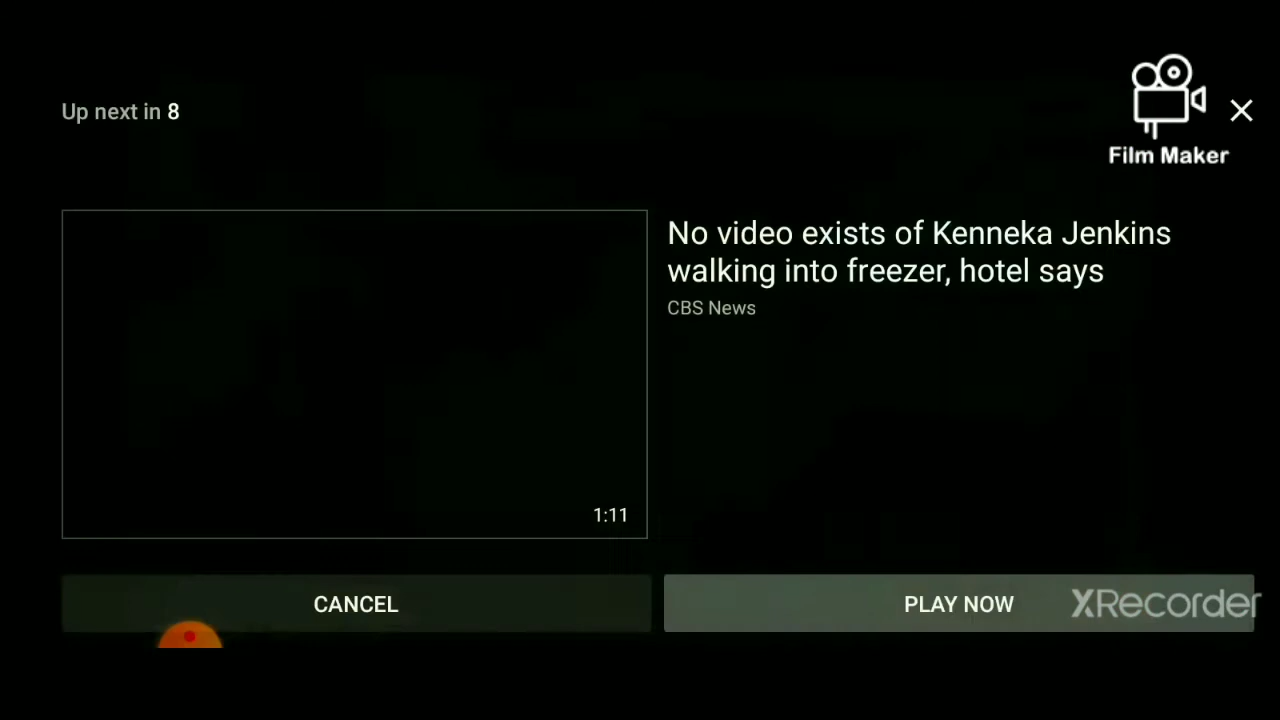 Up next in 8
Film Maker
No video exists of Kenneka Jenkins
walking into freezer, hotel says
CBS News
1:11
CANCEL
PLAY NOW
XRecorder